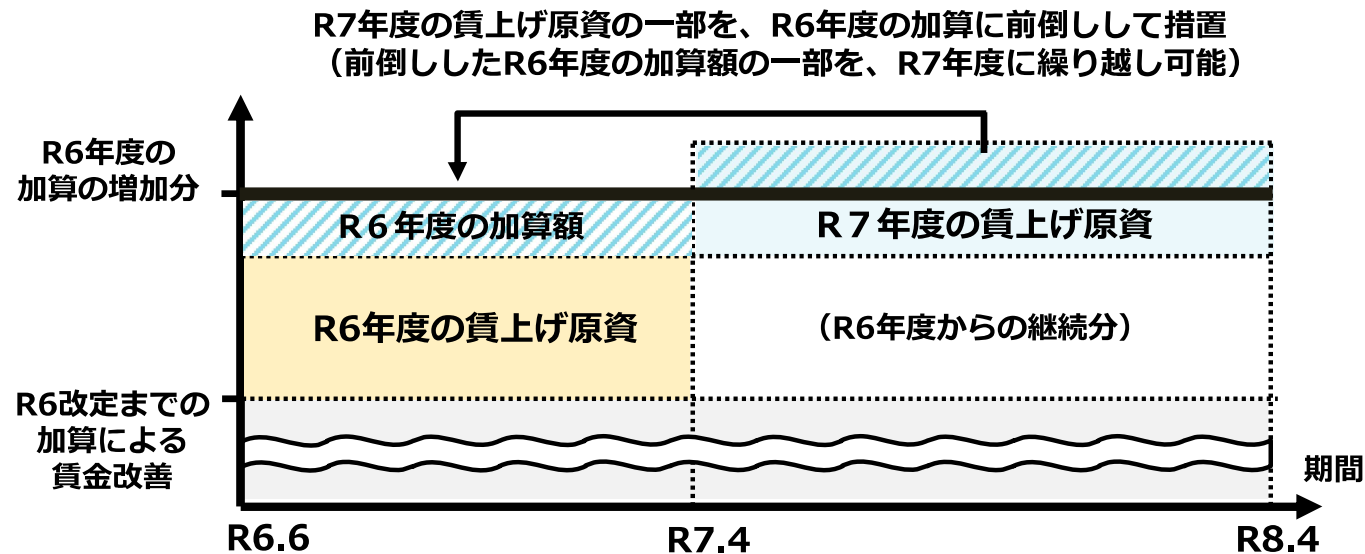 R7年度の賃上げ原資の一部を、R6年度の加算に前倒しして措置
（前倒ししたR6年度の加算額の一部を、R7年度に繰り越し可能）
R6年度の
加算の増加分
R６年度の加算額
R７年度の賃上げ原資
R6年度の賃上げ原資
（R6年度からの継続分）
R6改定までの
加算による
賃金改善
期間
R6.6
R7.4
R8.4